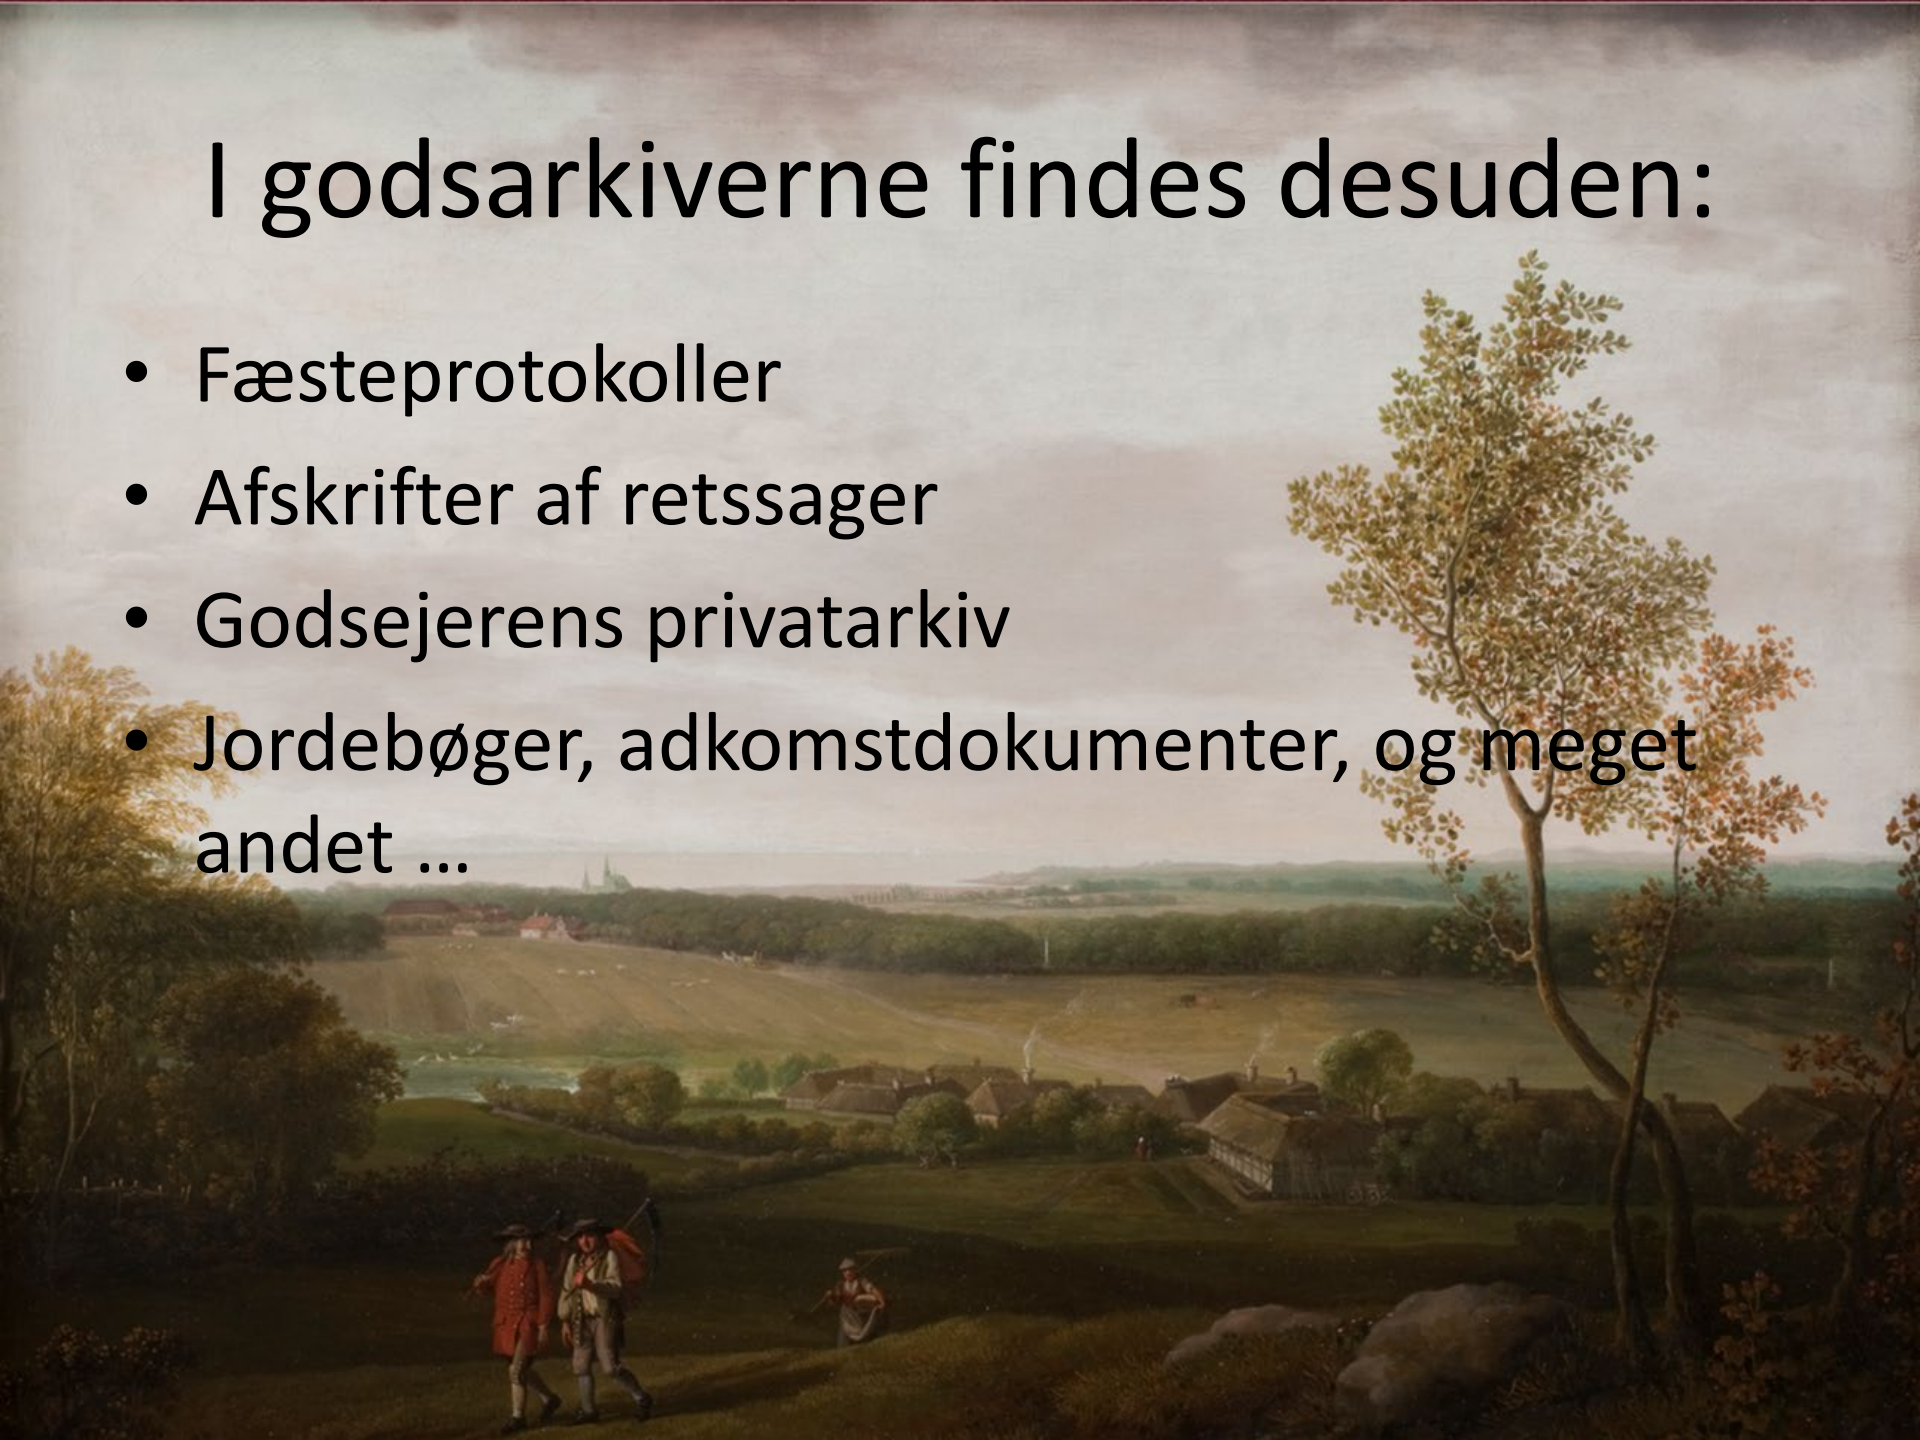 I godsarkiverne findes desuden:
• Fæsteprotokoller
• Afskrifter af retssager
• Godsejerens privatarkiv
• Jordebøger, adkomstdokumenter, og meget
andet …